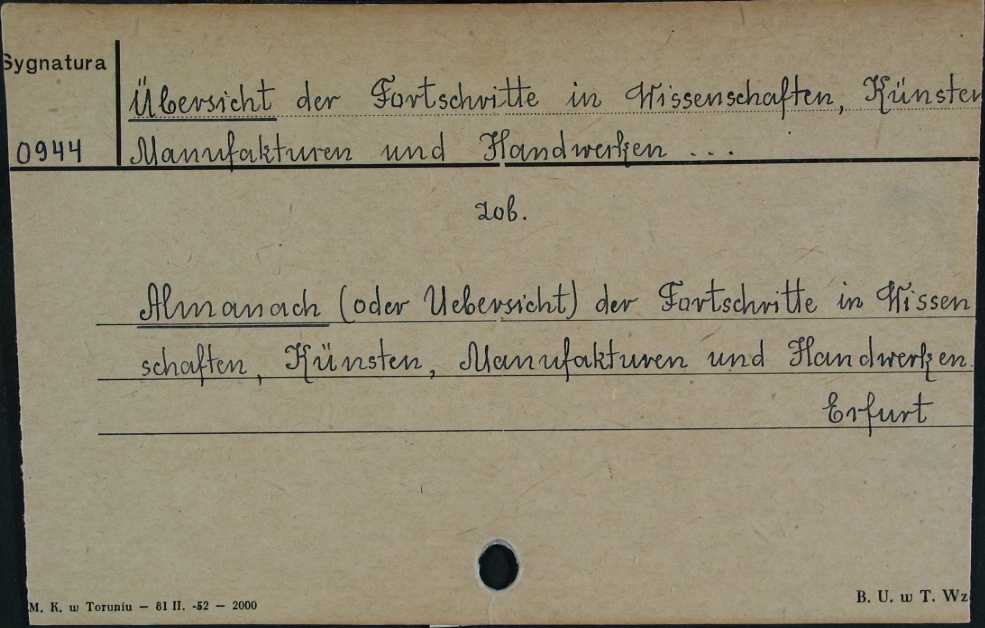 Sygnatura
Übersicht der Fortschritte in Wissenschaften, Künsten
0944 Manufakturen und Handwerken ...
zob.
Almanach (oder Uebersicht) der Fortschritte in Wissen
schaften, Künsten, Manufakturen und Handwerken.
Erfurt
M. K. w Toruniu — 81 II. -52 — 2000
B. U. w T. Wz